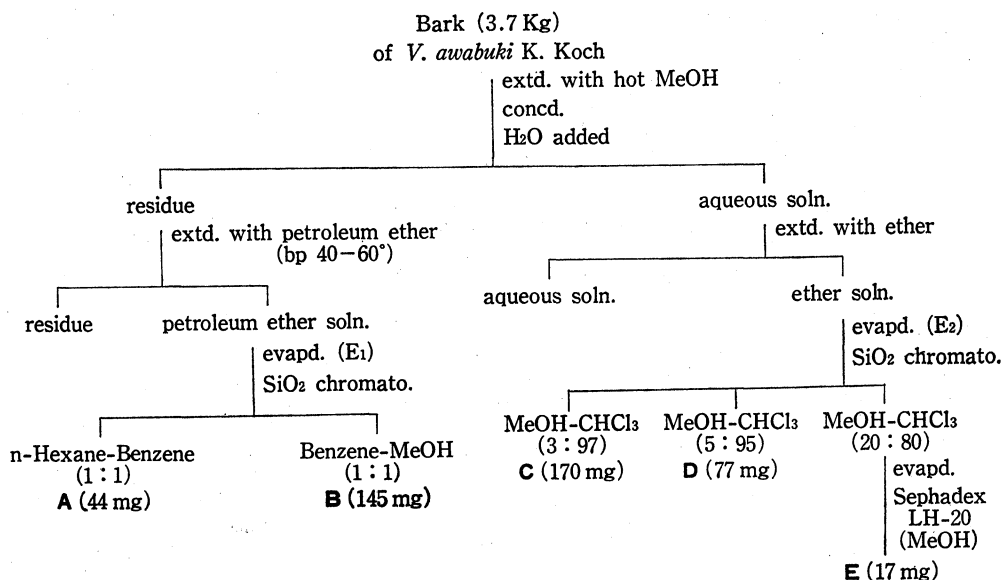 Bark (3.7 Kg)
of V. awabuki K. Koch
extd. with hot MeOH
concd.
H₂O added
residue
aqueous soln.
extd. with petroleum ether
(bp 40−60°)
extd. with ether
residue
petroleum ether soln.
aqueous soln.
ether soln.
evapd. (E₁)
SiO₂ chromato.
evapd. (E₂)
SiO₂ chromato.
n-Hexane-Benzene
(1 : 1)
A (44 mg)
Benzene-MeOH
(1 : 1)
B (145 mg)
MeOH-CHCl₃
(3 : 97)
C (170 mg)
MeOH-CHCl₃
(5 : 95)
D (77 mg)
MeOH-CHCl₃
(20 : 80)
evapd.
Sephadex
LH-20
(MeOH)
E (17 mg)